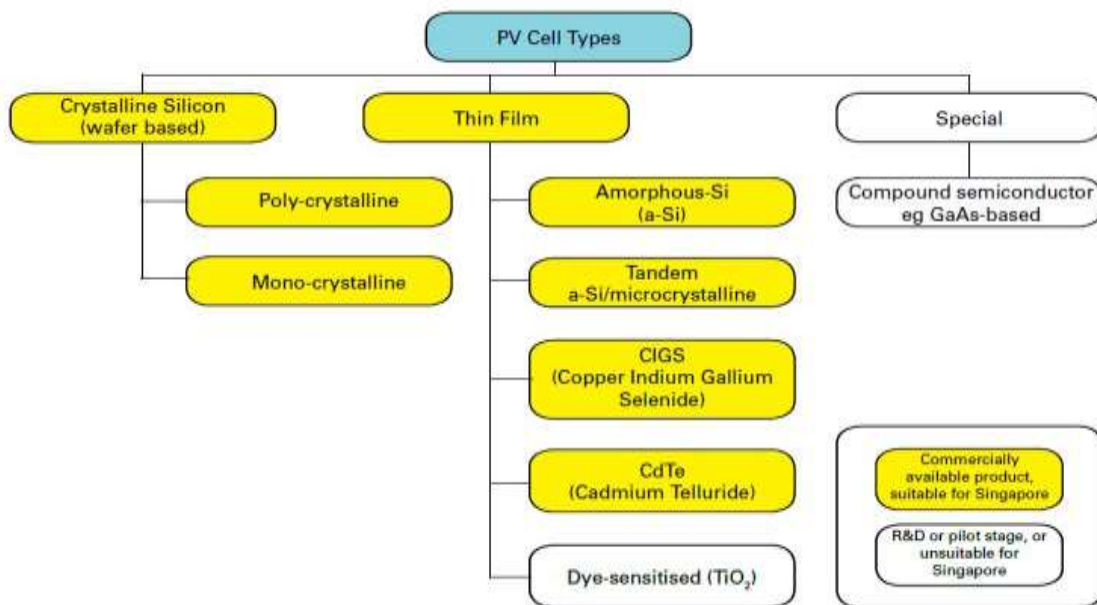 PV Cell Types
Crystalline Silicon
(wafer based)
Thin Film
Special
Poly-crystalline
Mono-crystalline
Amorphous-Si
(a-Si)
Tandem
a-Si/microcrystalline
CIGS
(Copper Indium Gallium
Selenide)
CdTe
(Cadmium Telluride)
Dye-sensitised (TiO₂)
Compound semiconductor
eg GaAs-based
Commercially
available product,
suitable for Singapore
R&D or pilot stage, or
unsuitable for
Singapore